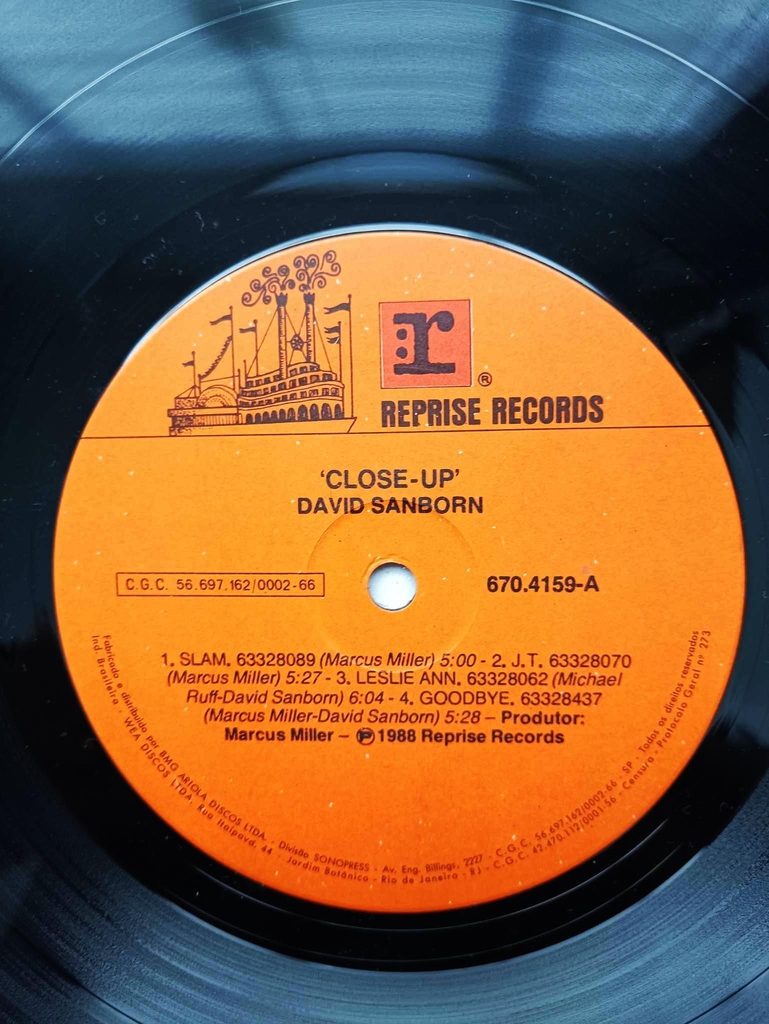 r
®
REPRISE RECORDS
'CLOSE-UP'
DAVID SANBORN
C.G.C. 56.697.162/0002-66
670.4159-A
1. SLAM. 63328089 (Marcus Miller) 5:00 - 2. J.T. 63328070
(Marcus Miller) 5:27 - 3. LESLIE ANN. 63328062 (Michael
Ruff-David Sanborn) 6:04 - 4. GOODBYE. 63328437
(Marcus Miller-David Sanborn) 5:28 – Produtor:
Marcus Miller – ℗ 1988 Reprise Records
Fabricado e distribuído por BMG ARIOLA DISCOS LTDA. - Divisão SONOPRESS - Av. Eng. Billings, 2227 - C.G.C. 56.697.162/0002-66 - SP - Todos os direitos reservados
Ind. Brasileira - WEA DISCOS LTDA. Rua Itaipava, 44 - Jardim Botânico - Rio de Janeiro - RJ - C.G.C. 42.470.112/0001-56 - Censura - Protocolo Geral nº 273